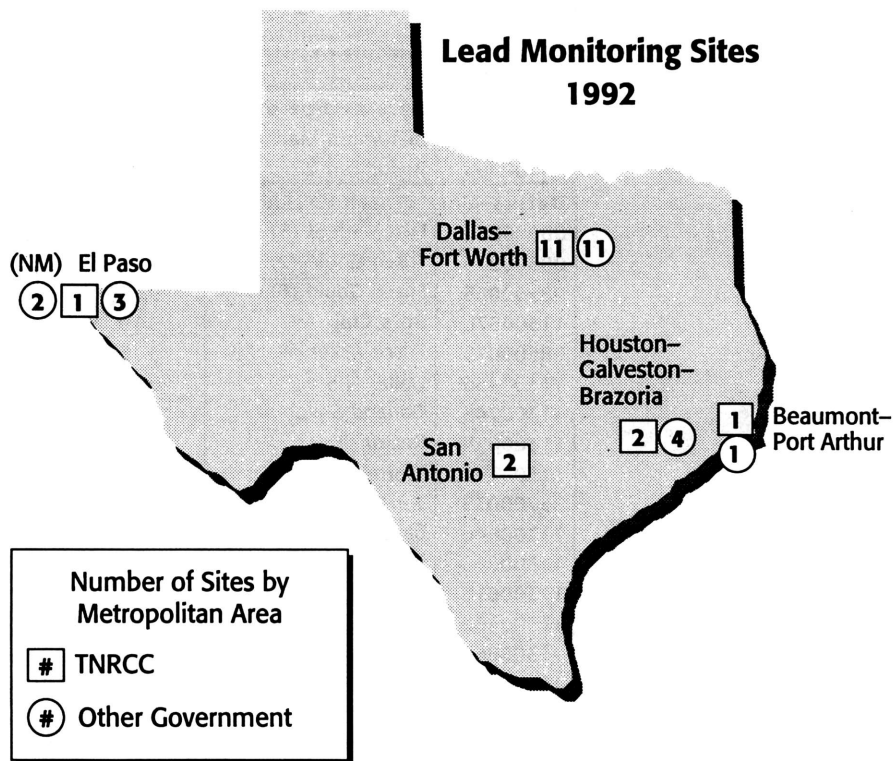 Lead Monitoring Sites
1992
Dallas–
Fort Worth
11 11
(NM) El Paso
2 1 3
Houston–
Galveston–
Brazoria
2 4
1
1
Beaumont–
Port Arthur
San
Antonio
2
Number of Sites by
Metropolitan Area
# TNRCC
# Other Government